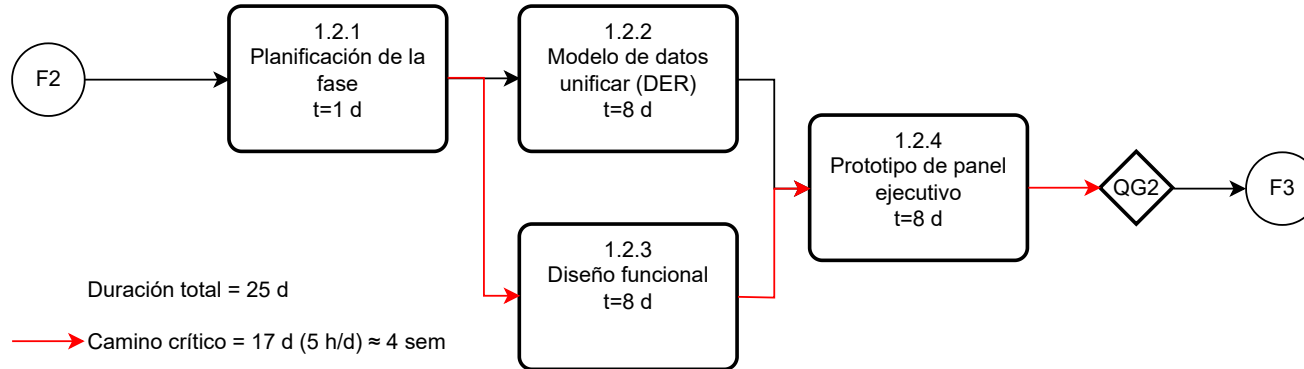 F2
1.2.1
Planificación de la
fase
t=1 d
1.2.2
Modelo de datos
unificar (DER)
t=8 d
1.2.3
Diseño funcional
t=8 d
1.2.4
Prototipo de panel
ejecutivo
t=8 d
QG2
F3
Duración total = 25 d
Camino crítico = 17 d (5 h/d) ≈ 4 sem